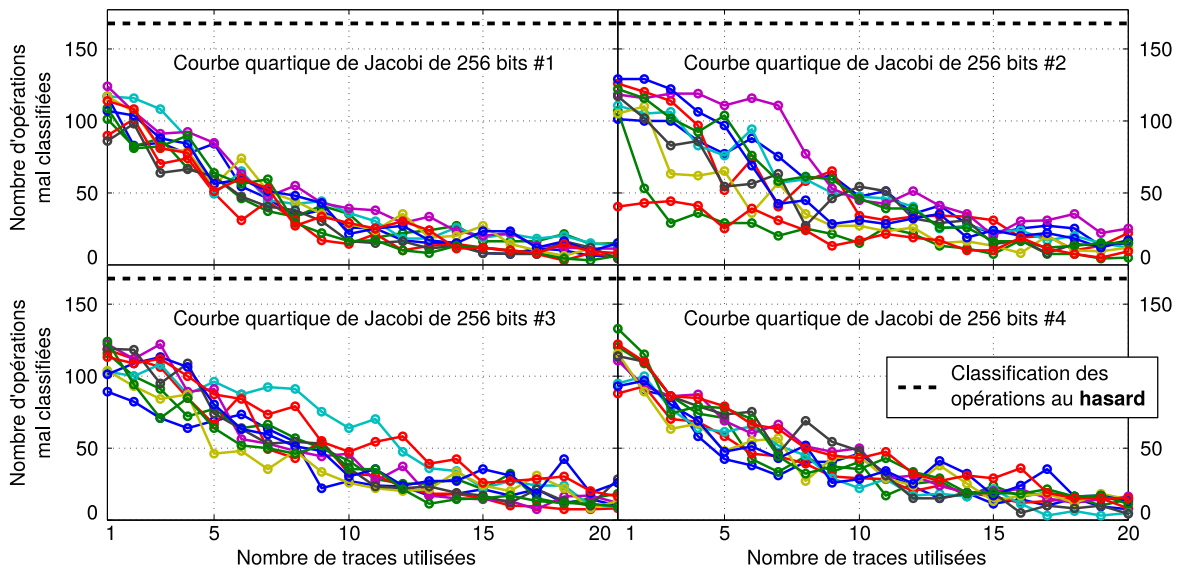 Courbe quartique de Jacobi de 256 bits #1
Courbe quartique de Jacobi de 256 bits #2
Nombre d'opérations
mal classifiées
150
100
50
0
150
100
50
0
Courbe quartique de Jacobi de 256 bits #3
Courbe quartique de Jacobi de 256 bits #4
Nombre d'opérations
mal classifiées
150
100
50
0
150
50
0
Classification des
opérations au hasard
1 5 10 15 20
1 5 10 15 20
Nombre de traces utilisées
Nombre de traces utilisées